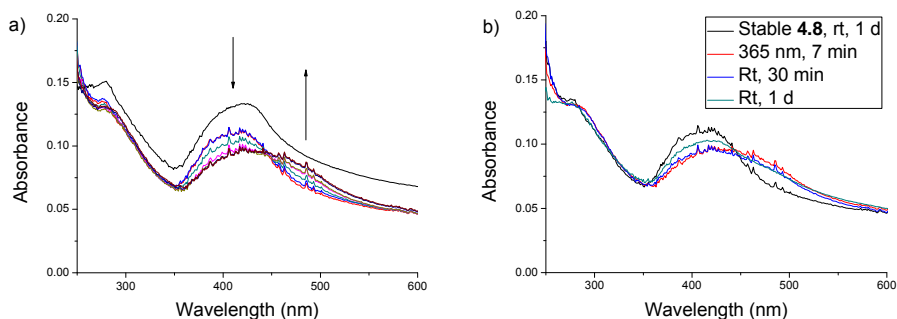 a)
0.20
0.15
0.10
0.05
0.00
300
400
500
600
Absorbance
Wavelength (nm)
b)
0.20
0.15
0.10
0.05
0.00
300
350
400
450
500
600
Absorbance
Wavelength (nm)
Stable 4.8, rt, 1 d
365 nm, 7 min
Rt, 30 min
Rt, 1 d